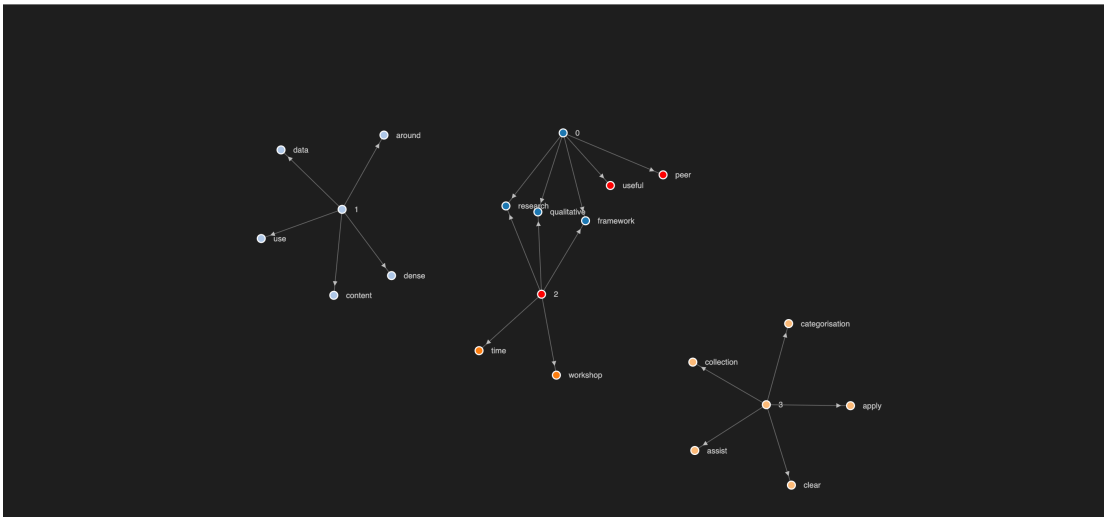 around
0
data
peer
useful
research
1
qualitative
framework
use
dense
2
content
categorisation
time
collection
workshop
3
apply
assist
clear